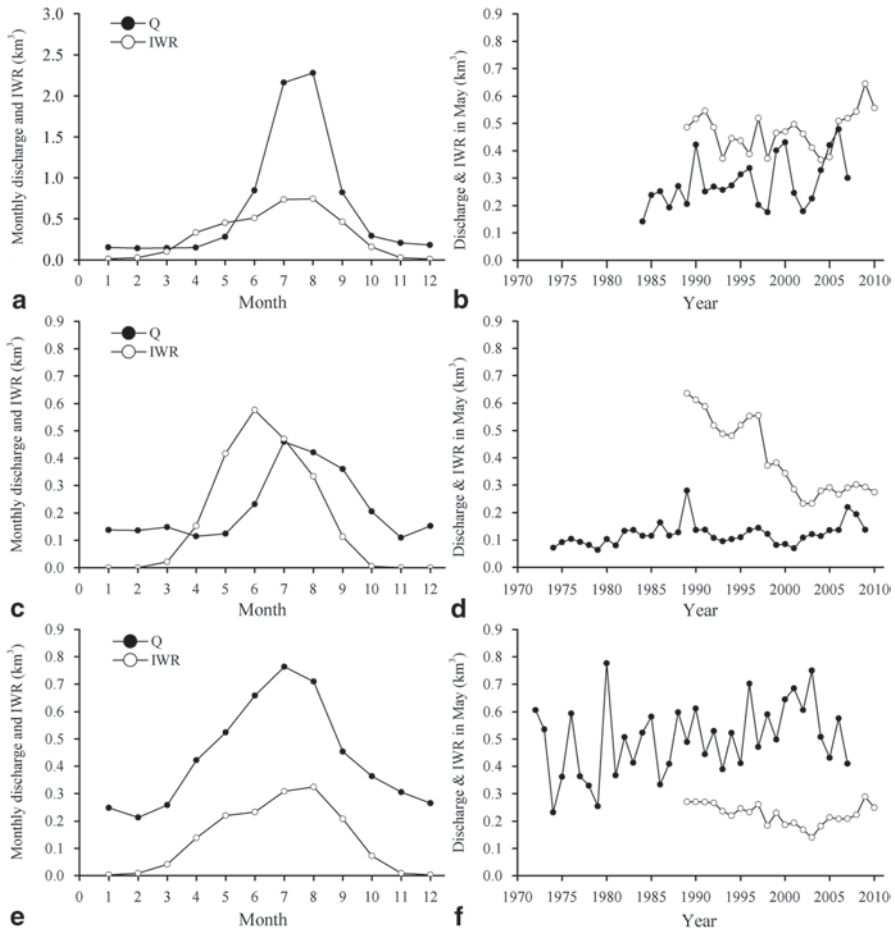 Monthly discharge and IWR (km³)
3.0
2.5
2.0
1.5
1.0
0.5
0.0
Q
IWR
0 1 2 3 4 5 6 7 8 9 10 11 12
Month
a
Discharge & IWR in May (km³)
0.9
0.8
0.7
0.6
0.5
0.4
0.3
0.2
0.1
0.0
1970 1975 1980 1985 1990 1995 2000 2005 2010
Year
b
Monthly discharge and IWR (km³)
0.9
0.8
0.7
0.6
0.5
0.4
0.3
0.2
0.1
0.0
Q
IWR
0 1 2 3 4 5 6 7 8 9 10 11 12
Month
c
Discharge & IWR in May (km³)
0.9
0.8
0.7
0.6
0.5
0.4
0.3
0.2
0.1
0.0
1970 1975 1980 1985 1990 1995 2000 2005 2010
Year
d
Monthly discharge and IWR (km³)
0.9
0.8
0.7
0.6
0.5
0.4
0.3
0.2
0.1
0.0
Q
IWR
0 1 2 3 4 5 6 7 8 9 10 11 12
Month
e
Discharge & IWR in May (km³)
0.9
0.8
0.7
0.6
0.5
0.4
0.3
0.2
0.1
0.0
1970 1975 1980 1985 1990 1995 2000 2005 2010
Year
f